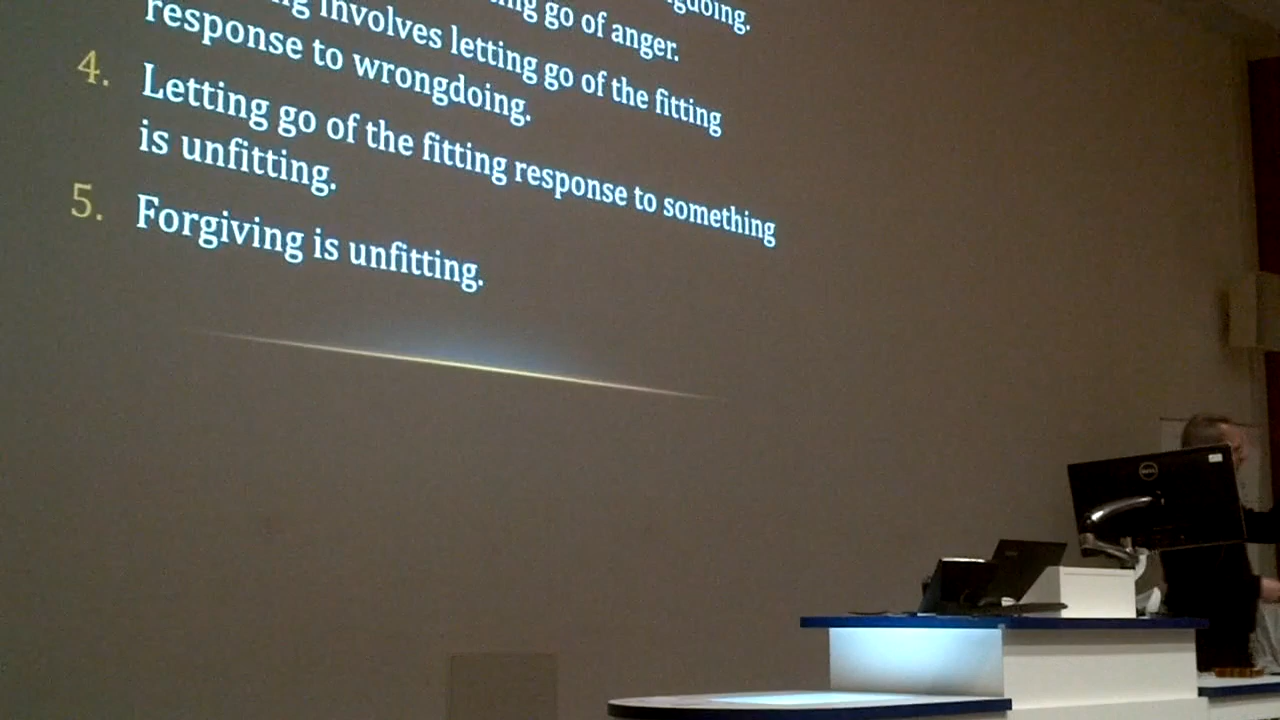 go of anger.
involves letting go of the fitting
response to wrongdoing.
4. Letting go of the fitting response to something
is unfitting.
5. Forgiving is unfitting.
DELL